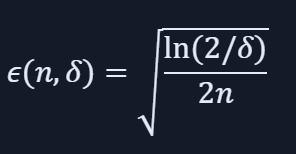 ϵ(n, δ) = √(ln(2/δ) / 2n)